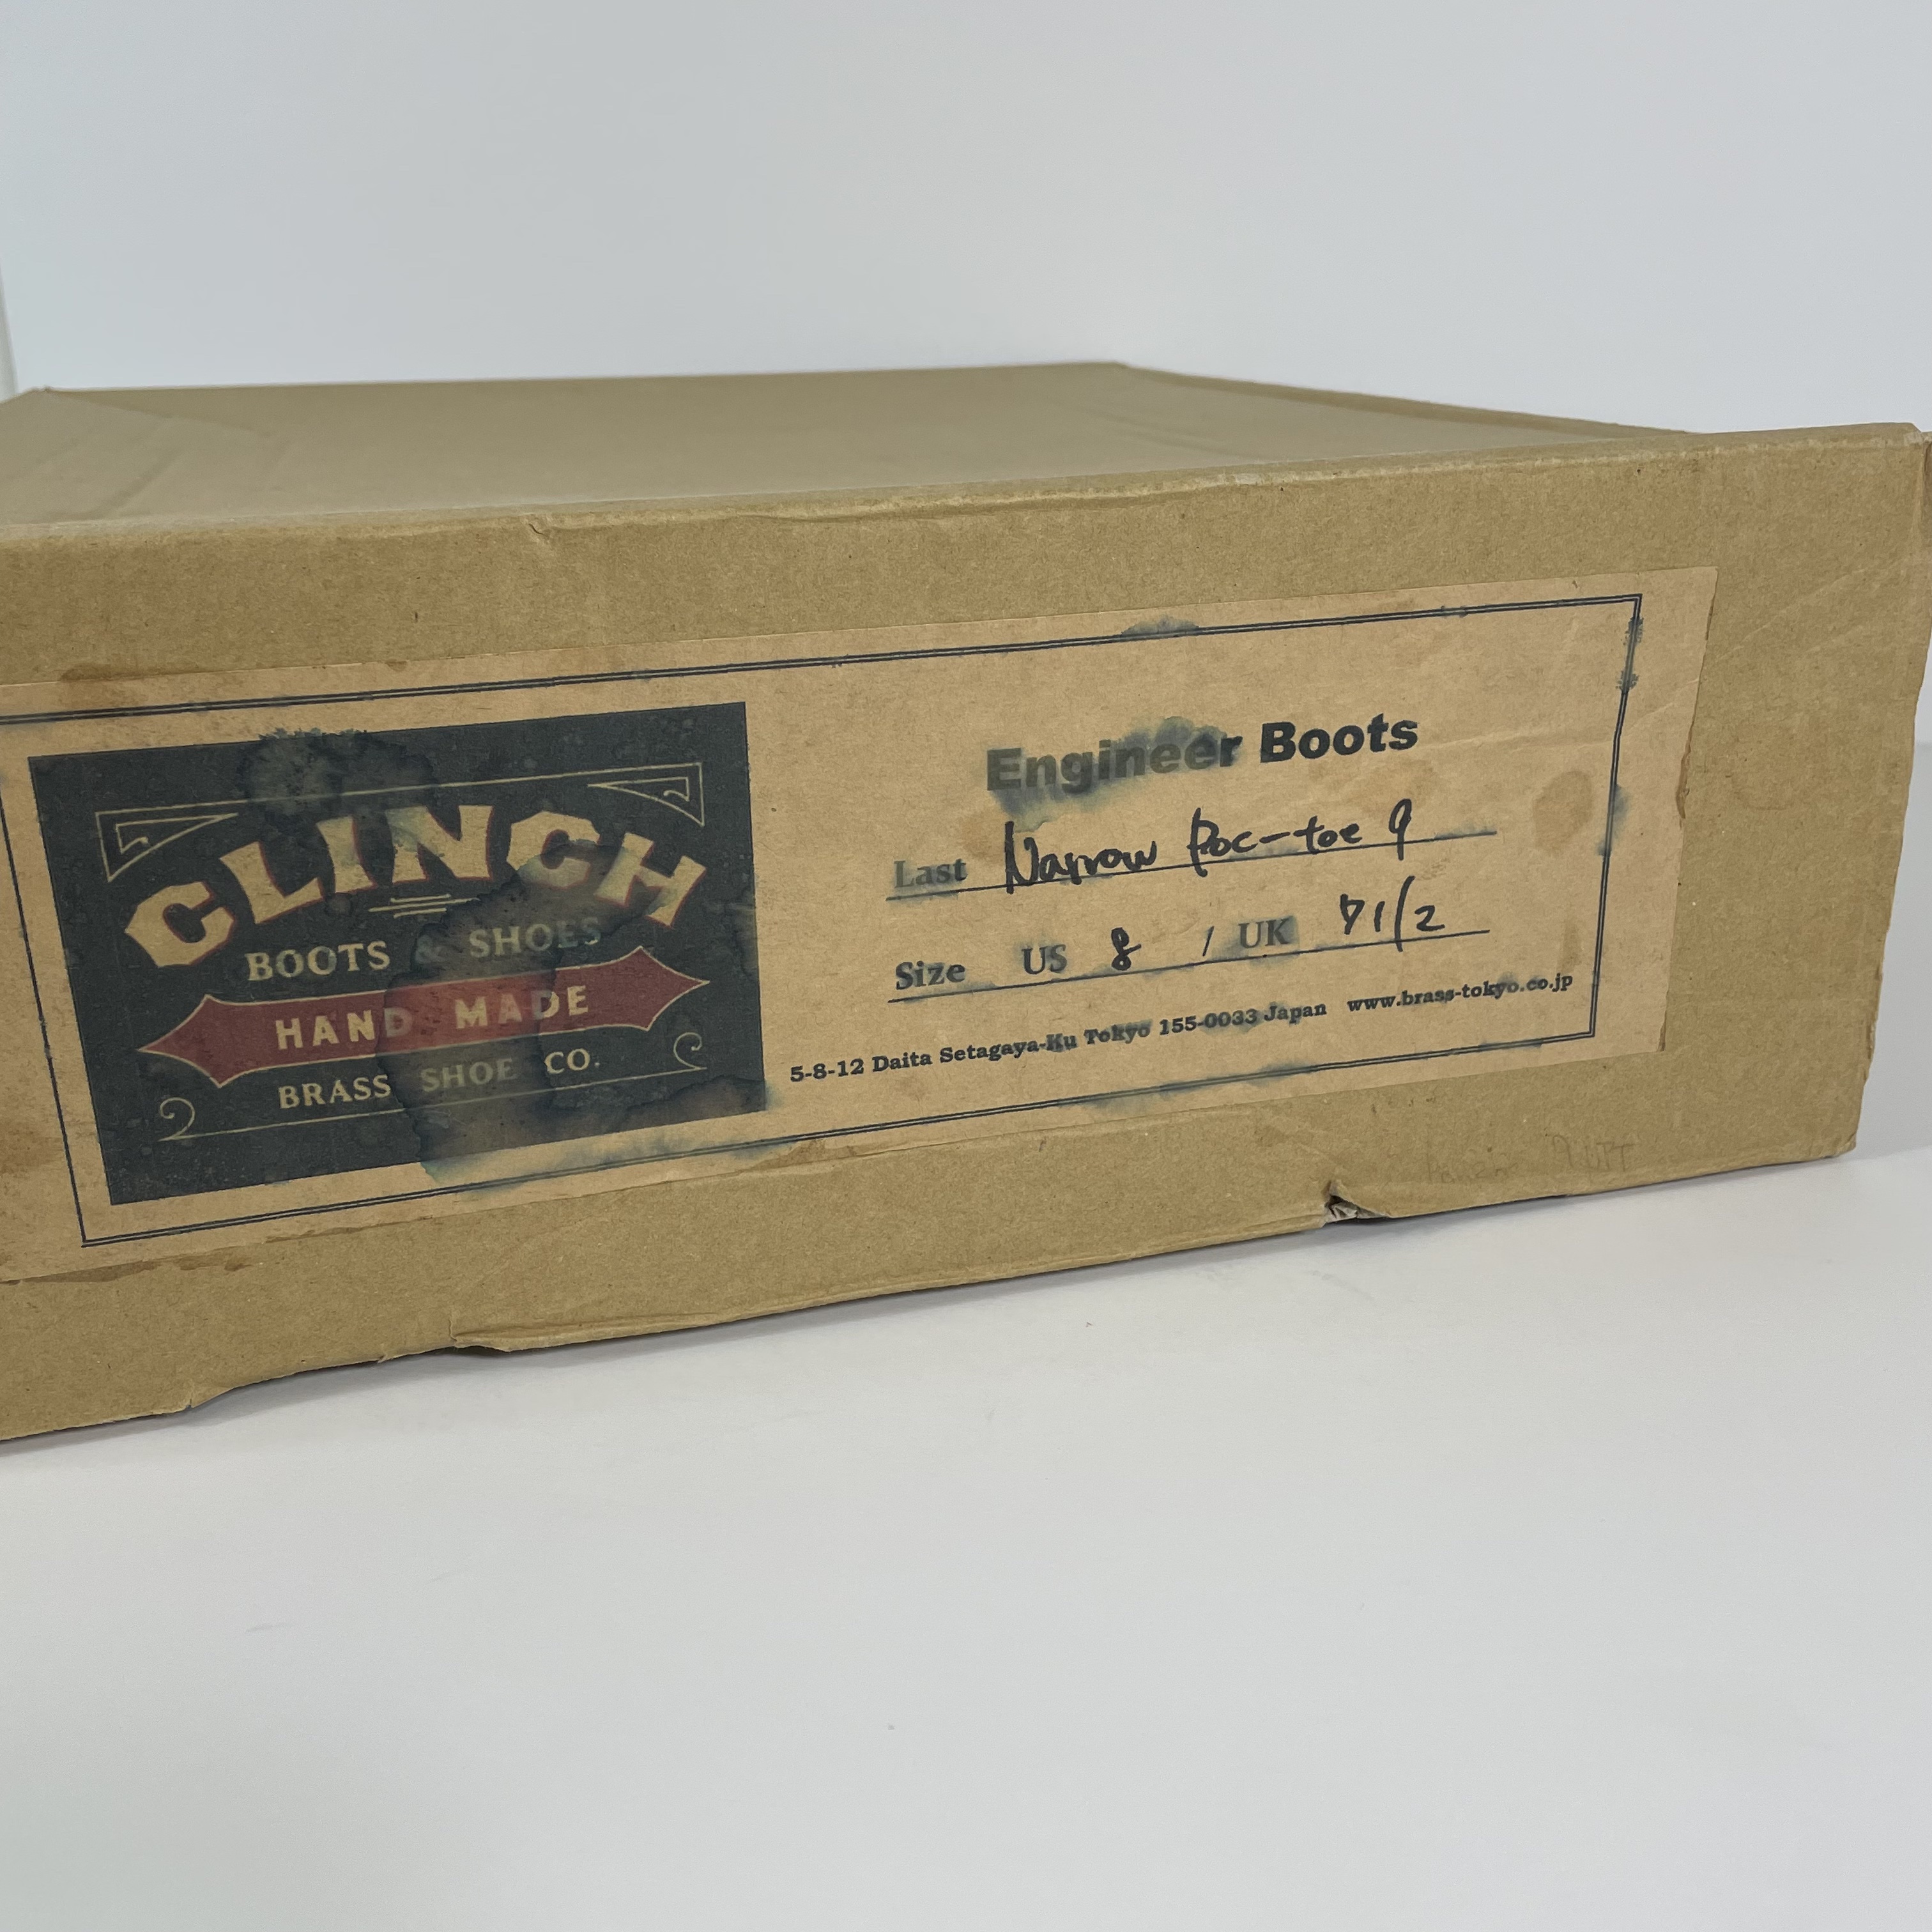 CLINCH
BOOTS & SHOES
HAND MADE
BRASS SHOE CO.
Engineer Boots
Last Narrow Poc-toe 9
Size US 8 / UK 7 1/2
5-8-12 Daita Setagaya-Ku Tokyo 155-0033 Japan www.brass-tokyo.co.jp